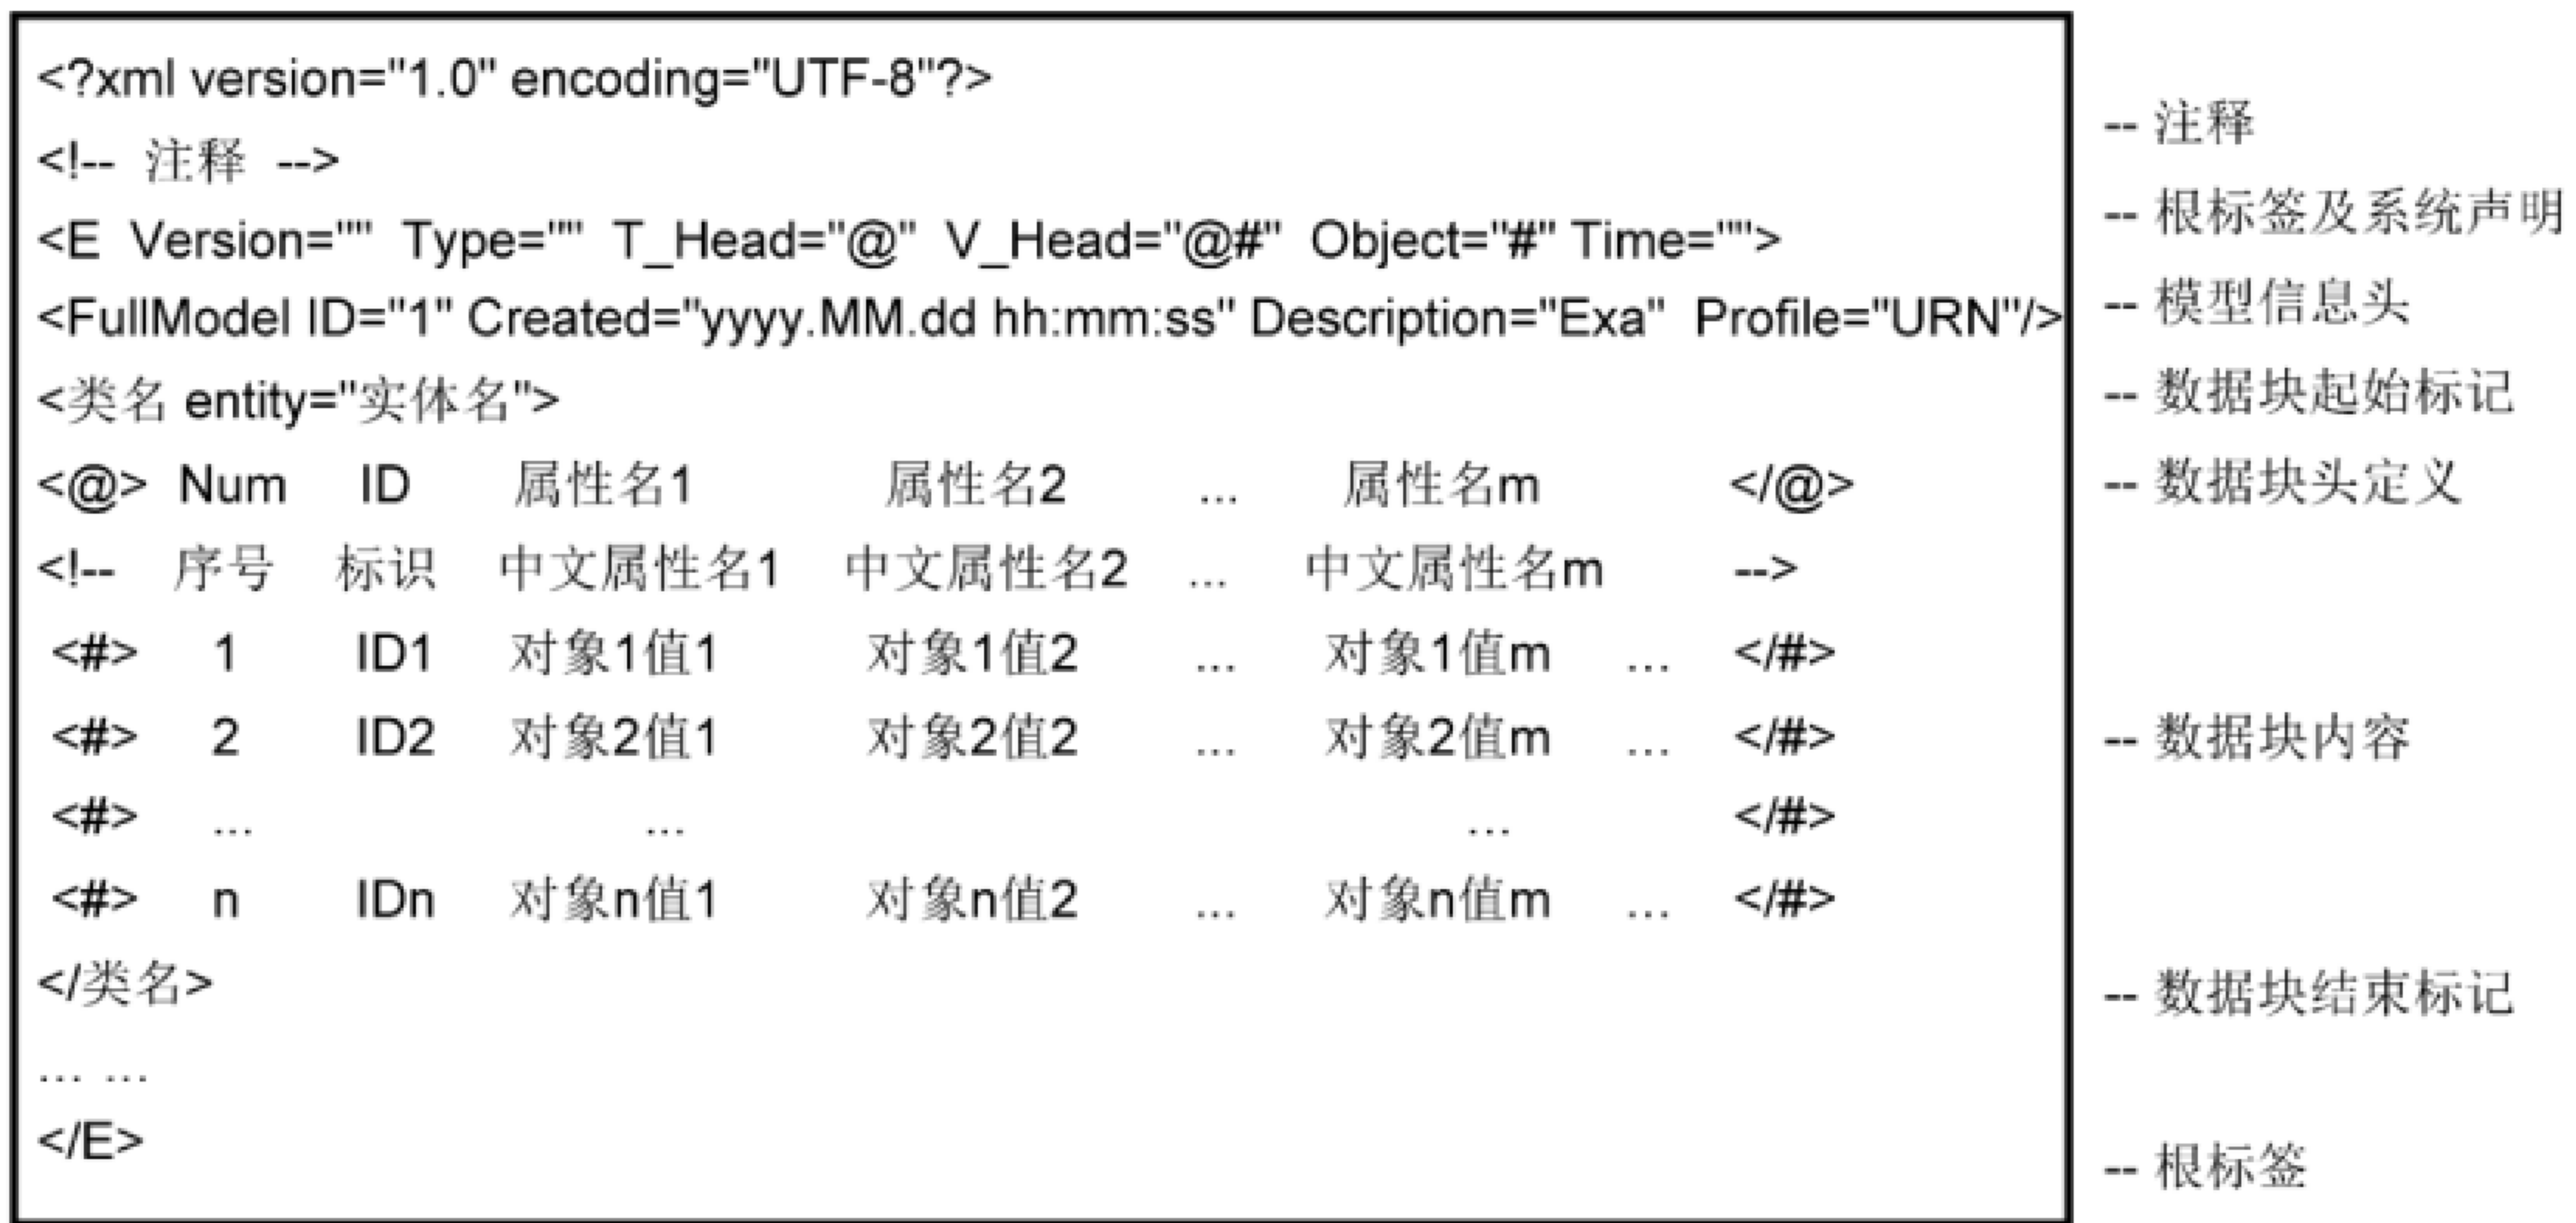 <?xml version="1.0" encoding="UTF-8"?>
<!-- 注释 --> -- 注释
<E Version="" Type="" T_Head="@" V_Head="@#" Object="#" Time=""> -- 根标签及系统声明
<FullModel ID="1" Created="yyyy.MM.dd hh:mm:ss" Description="Exa" Profile="URN"/> -- 模型信息头
<类名 entity="实体名"> -- 数据块起始标记
<@> Num ID 属性名1 属性名2 ... 属性名m </@> -- 数据块头定义
<!-- 序号 标识 中文属性名1 中文属性名2 ... 中文属性名m -->
<#> 1 ID1 对象1值1 对象1值2 ... 对象1值m ... </#>
<#> 2 ID2 对象2值1 对象2值2 ... 对象2值m ... </#> -- 数据块内容
<#> ... ... ... </#>
<#> n IDn 对象n值1 对象n值2 ... 对象n值m ... </#>
</类名> -- 数据块结束标记
... ...
</E> -- 根标签